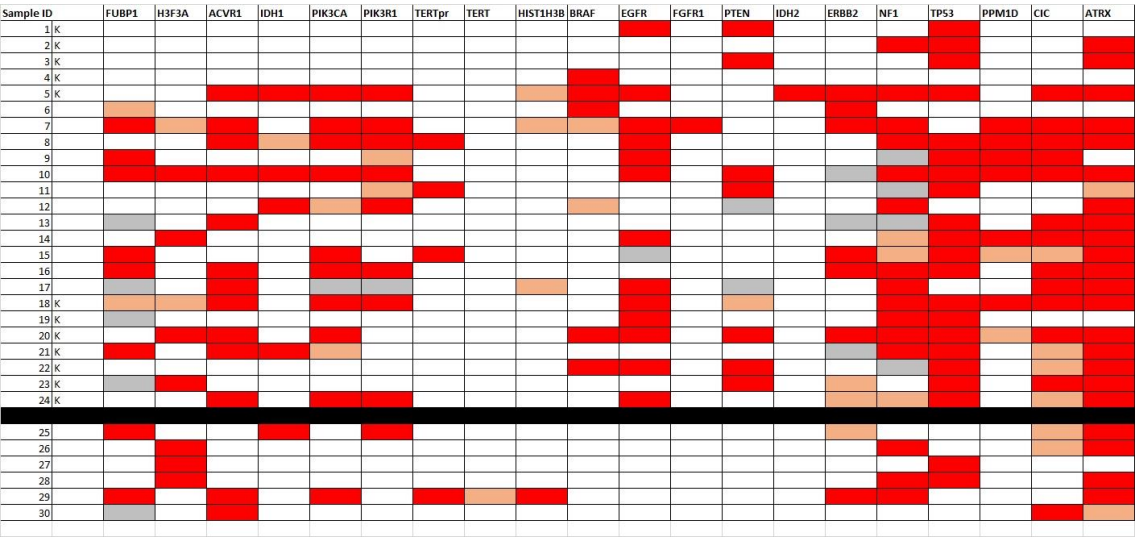 Sample ID FUBP1 H3F3A ACVR1 IDH1 PIK3CA PIK3R1 TERTpr TERT HIST1H3B BRAF EGFR FGFR1 PTEN IDH2 ERBB2 NF1 TP53 PPM1D CIC ATRX
1 K
2 K
3 K
4 K
5 K
6
7
8
9
10
11
12
13
14
15
16
17
18 K
19 K
20 K
21 K
22 K
23 K
24 K
25
26
27
28
29
30